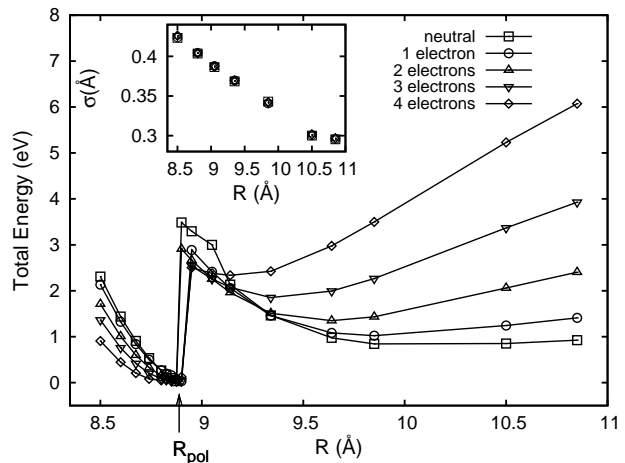 8
7
6
5
4
3
2
1
0
Total Energy (eV)
8.5
9
9.5
10
10.5
11
R (Å)
R_pol
neutral
1 electron
2 electrons
3 electrons
4 electrons
0.4
0.35
0.3
σ(Å)
8.5 9 9.5 10 10.5 11
R (Å)